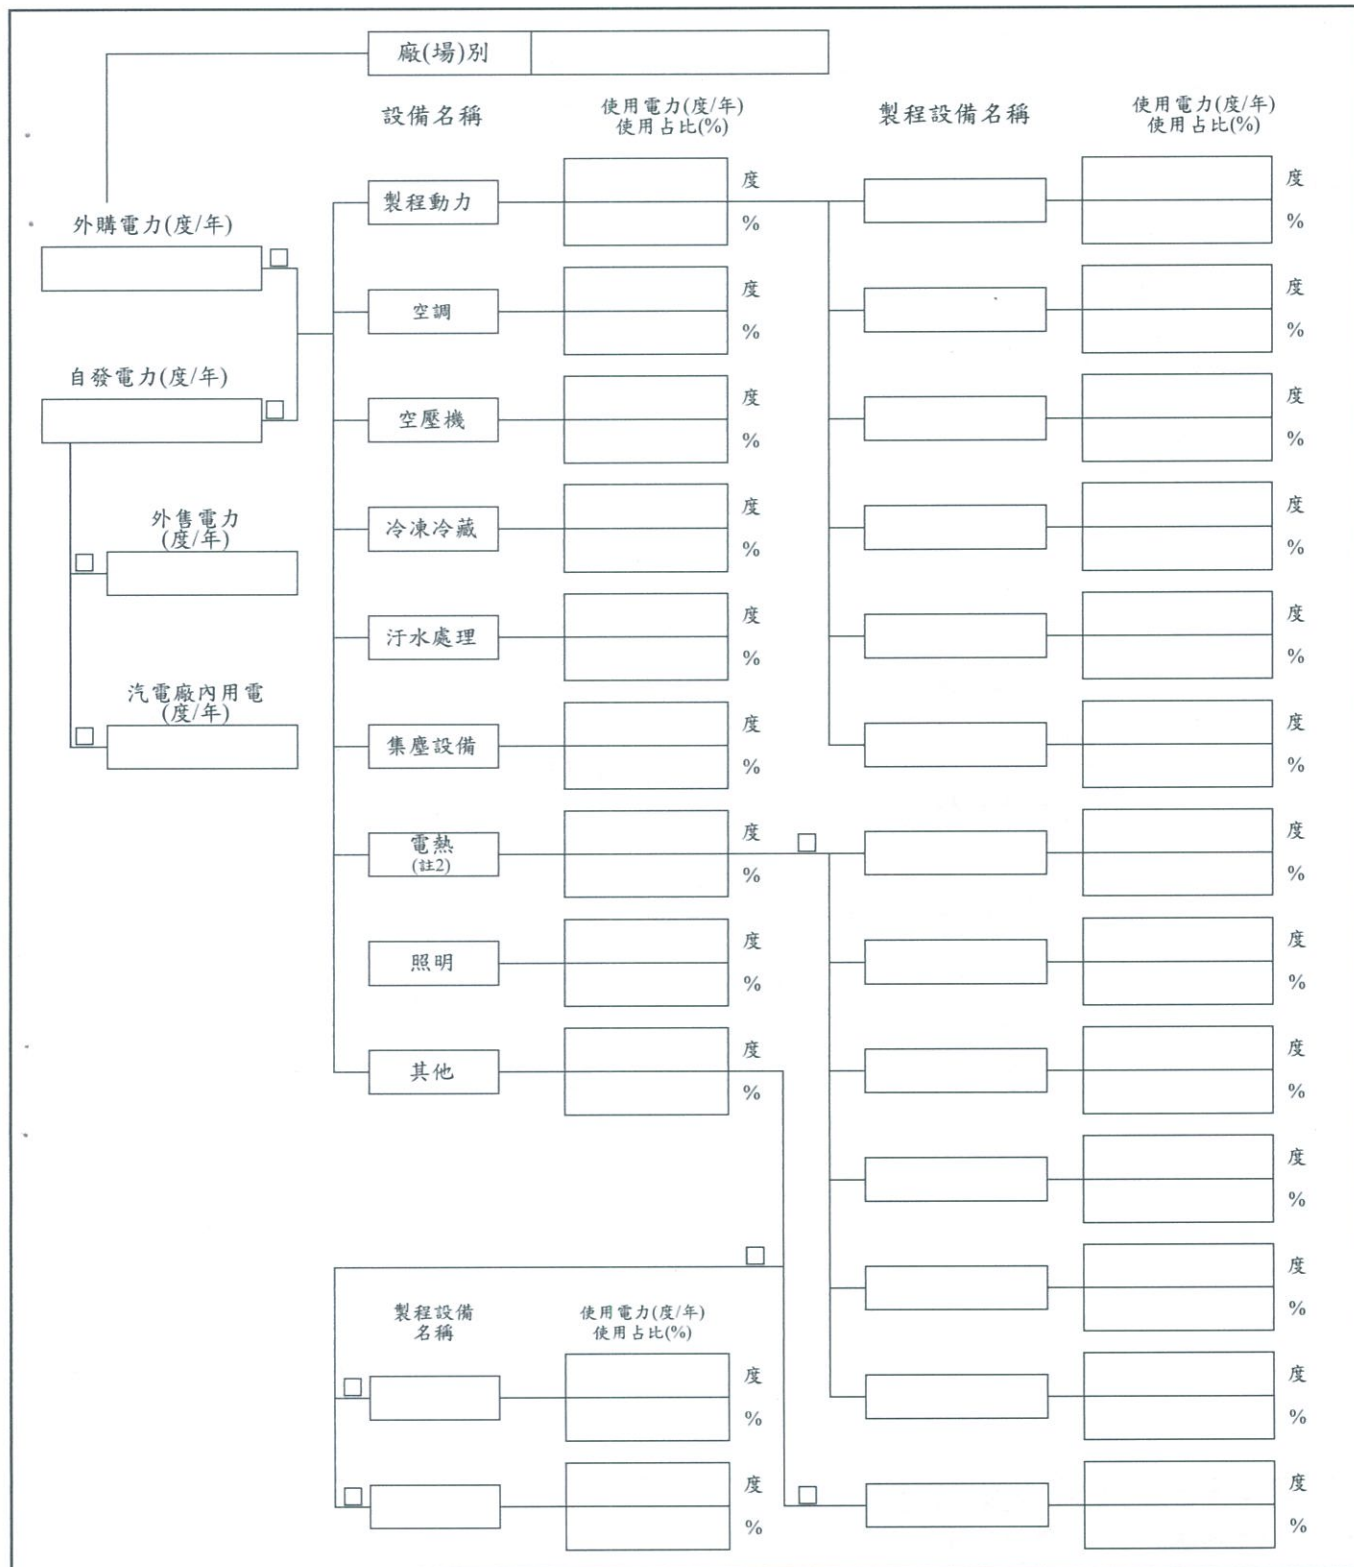 廠(場)別
設備名稱
使用電力(度/年)
使用占比(%)
製程設備名稱
使用電力(度/年)
使用占比(%)
外購電力(度/年)
自發電力(度/年)
外售電力
(度/年)
汽電廠內用電
(度/年)
製程動力
度
%
度
%
空調
度
%
度
%
空壓機
度
%
度
%
冷凍冷藏
度
%
度
%
汙水處理
度
%
度
%
集塵設備
度
%
度
%
電熱
(註2)
度
%
度
%
照明
度
%
度
%
其他
度
%
度
%
度
%
度
%
製程設備
名稱
使用電力(度/年)
使用占比(%)
度
%
度
%
度
%
度
%